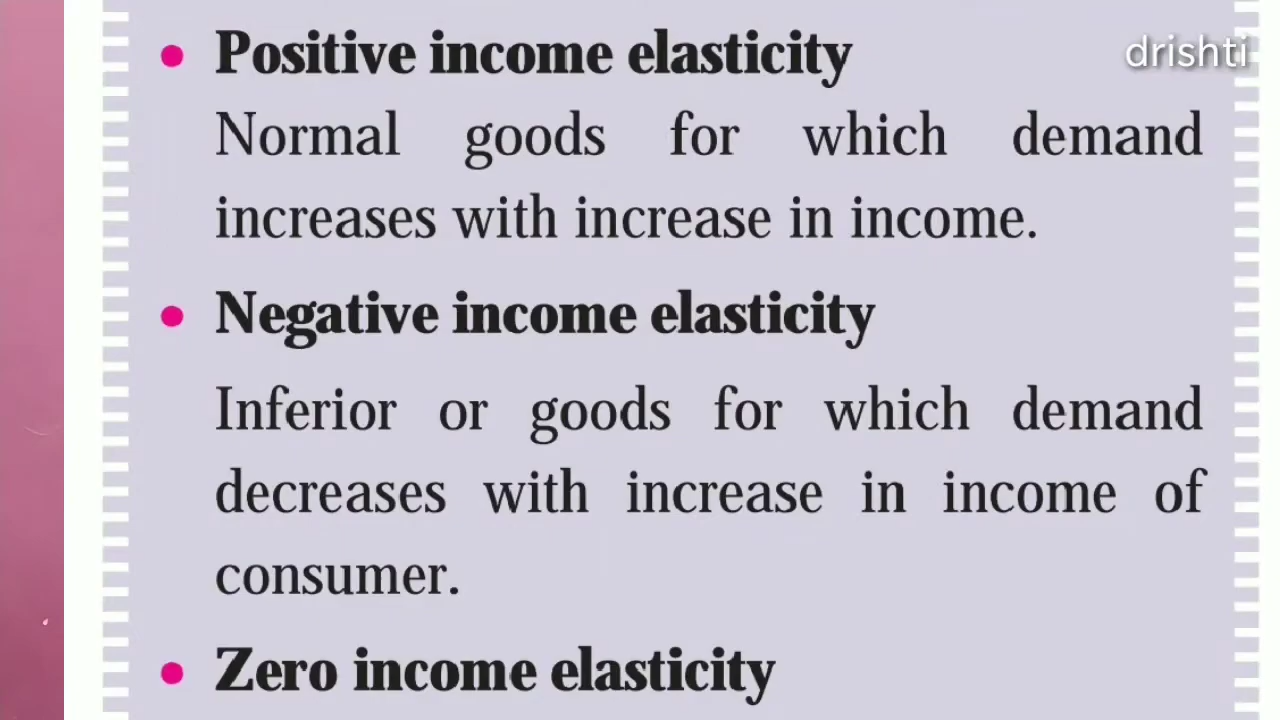 drishti
Positive income elasticity
Normal goods for which demand
increases with increase in income.
Negative income elasticity
Inferior or goods for which demand
decreases with increase in income of
consumer.
Zero income elasticity